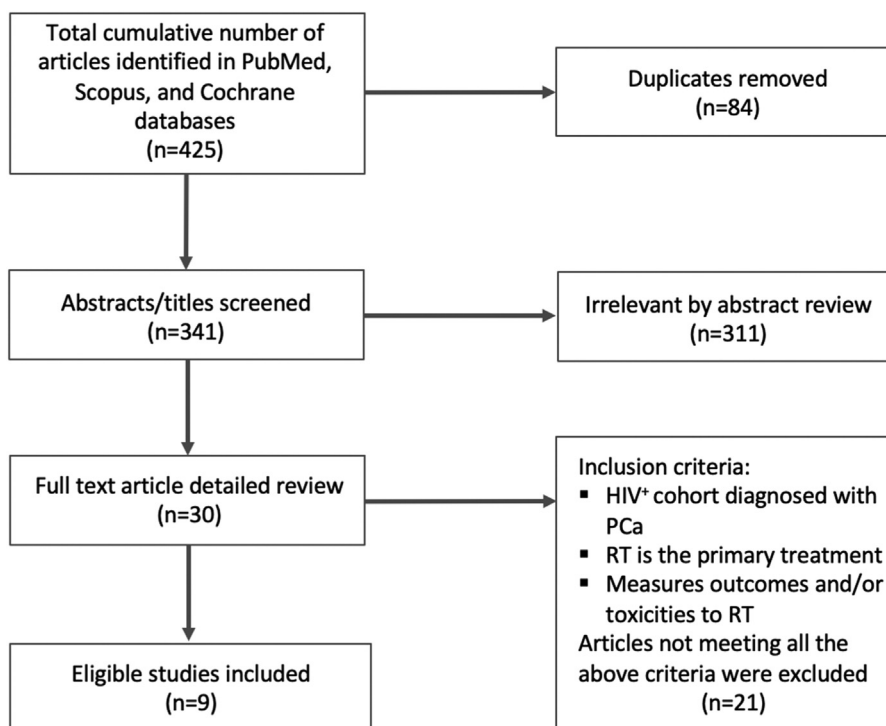 Total cumulative number of
articles identified in PubMed,
Scopus, and Cochrane
databases
(n=425)
Duplicates removed
(n=84)
Abstracts/titles screened
(n=341)
Irrelevant by abstract review
(n=311)
Full text article detailed review
(n=30)
Inclusion criteria:
▪ HIV⁺ cohort diagnosed with
PCa
▪ RT is the primary treatment
▪ Measures outcomes and/or
toxicities to RT
Articles not meeting all the
above criteria were excluded
(n=21)
Eligible studies included
(n=9)